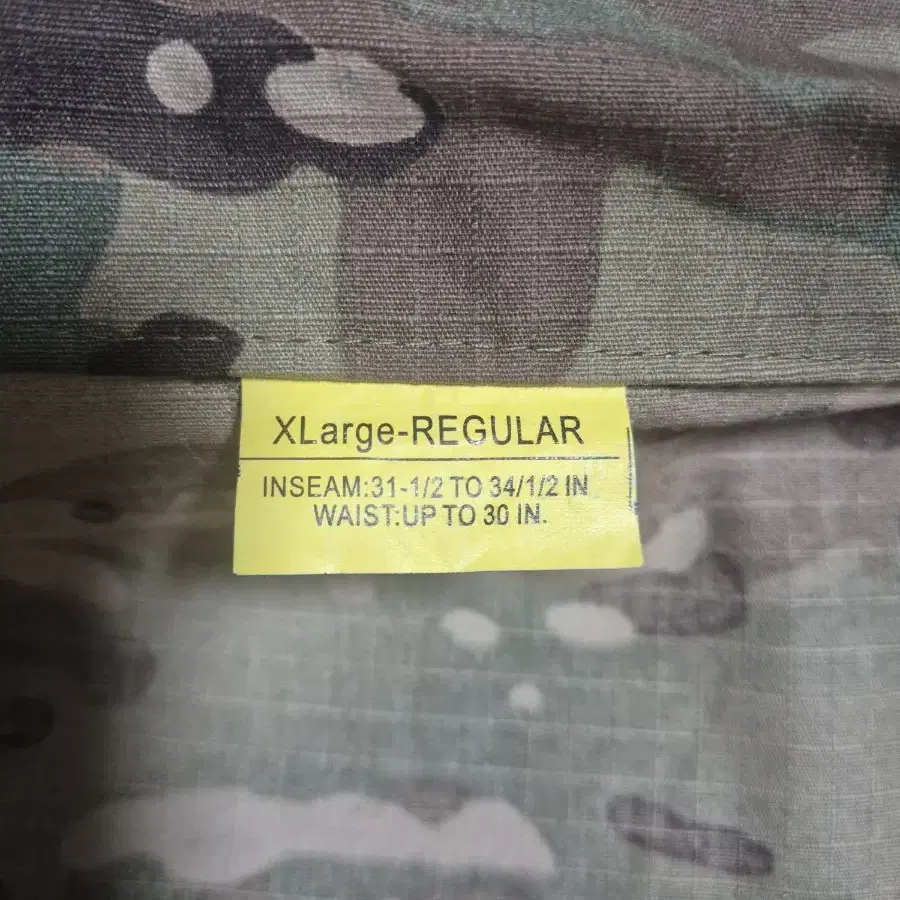 XLarge-REGULAR
INSEAM:31-1/2 TO 34/1/2 IN
WAIST:UP TO 30 IN.